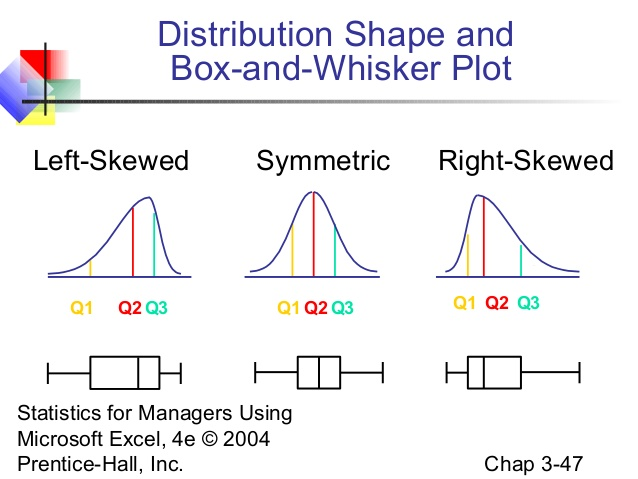 Distribution Shape and
Box-and-Whisker Plot
Left-Skewed Symmetric Right-Skewed
Q1 Q2 Q3 Q1 Q2 Q3 Q1 Q2 Q3
Statistics for Managers Using
Microsoft Excel, 4e © 2004
Prentice-Hall, Inc. Chap 3-47